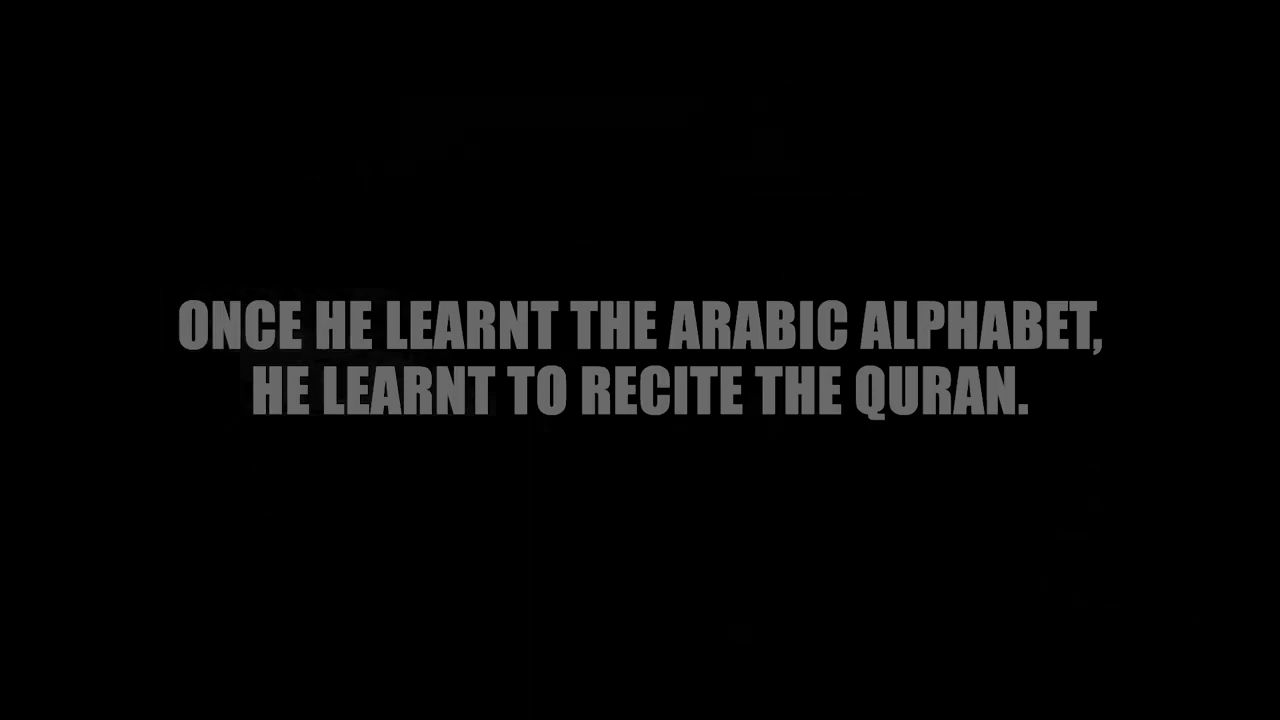 ONCE HE LEARNT THE ARABIC ALPHABET,
HE LEARNT TO RECITE THE QURAN.